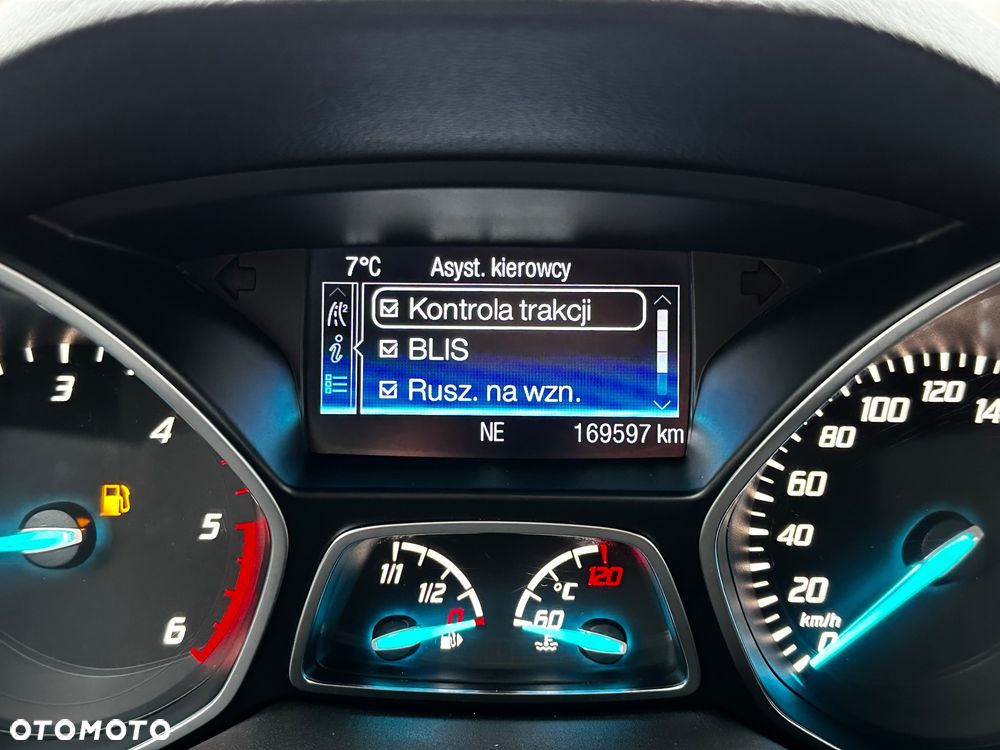 7°C Asyst. kierowcy
Kontrola trakcji
BLIS
Rusz. na wzn.
NE 169597 km
3
4
5
6
1/1
1/2
0
°C
120
60
0
20
40
60
80
100
120
14
km/h
OTOMOTO